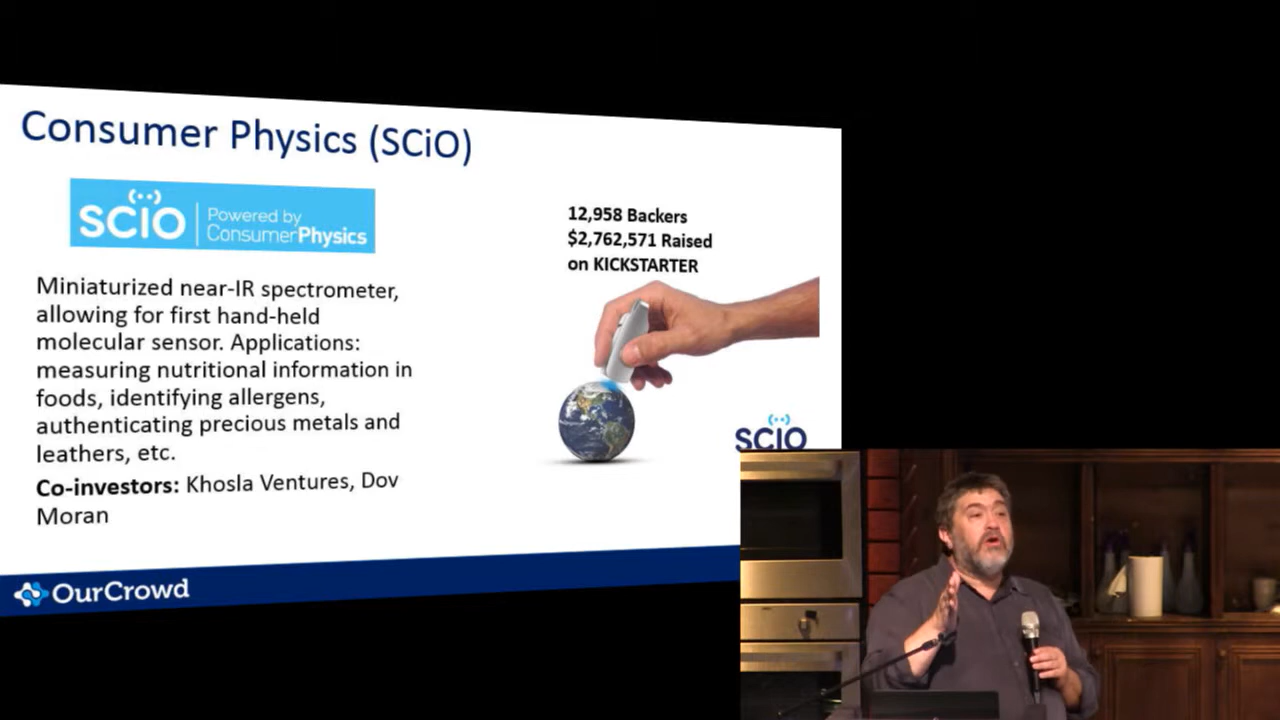 Consumer Physics (SCiO)
SCiO
Powered by
ConsumerPhysics
12,958 Backers
$2,762,571 Raised
on KICKSTARTER
Miniaturized near-IR spectrometer,
allowing for first hand-held
molecular sensor. Applications:
measuring nutritional information in
foods, identifying allergens,
authenticating precious metals and
leathers, etc.
Co-investors: Khosla Ventures, Dov
Moran
SCiO
OurCrowd